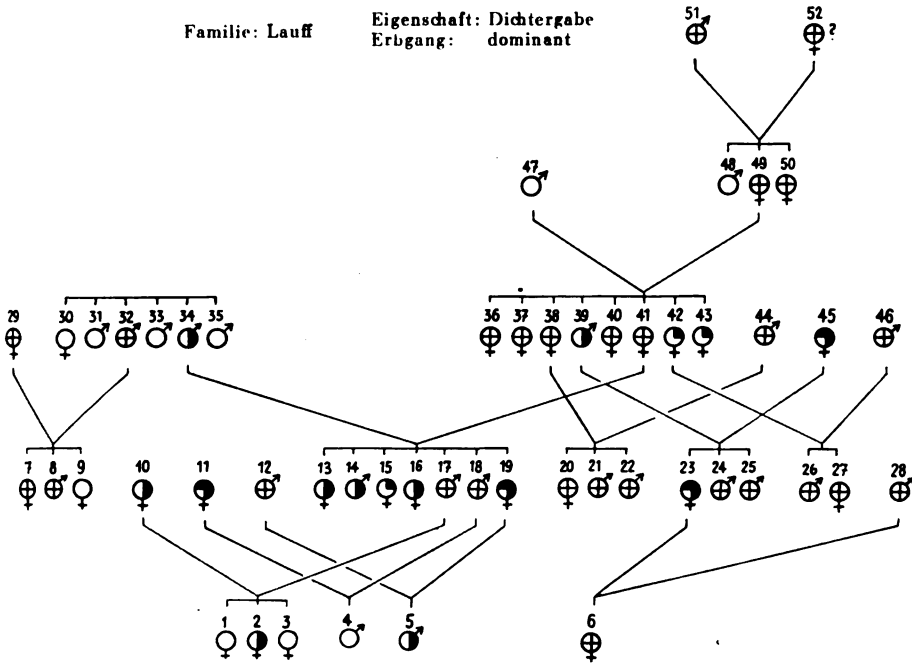 Familie: Lauff
Eigenschaft: Dichtergabe
Erbgang: dominant
51 52
?
47 48 49 50
29 30 31 32 33 34 35 36 37 38 39 40 41 42 43 44 45 46
7 8 9 10 11 12 13 14 15 16 17 18 19 20 21 22 23 24 25 26 27 28
1 2 3 4 5 6